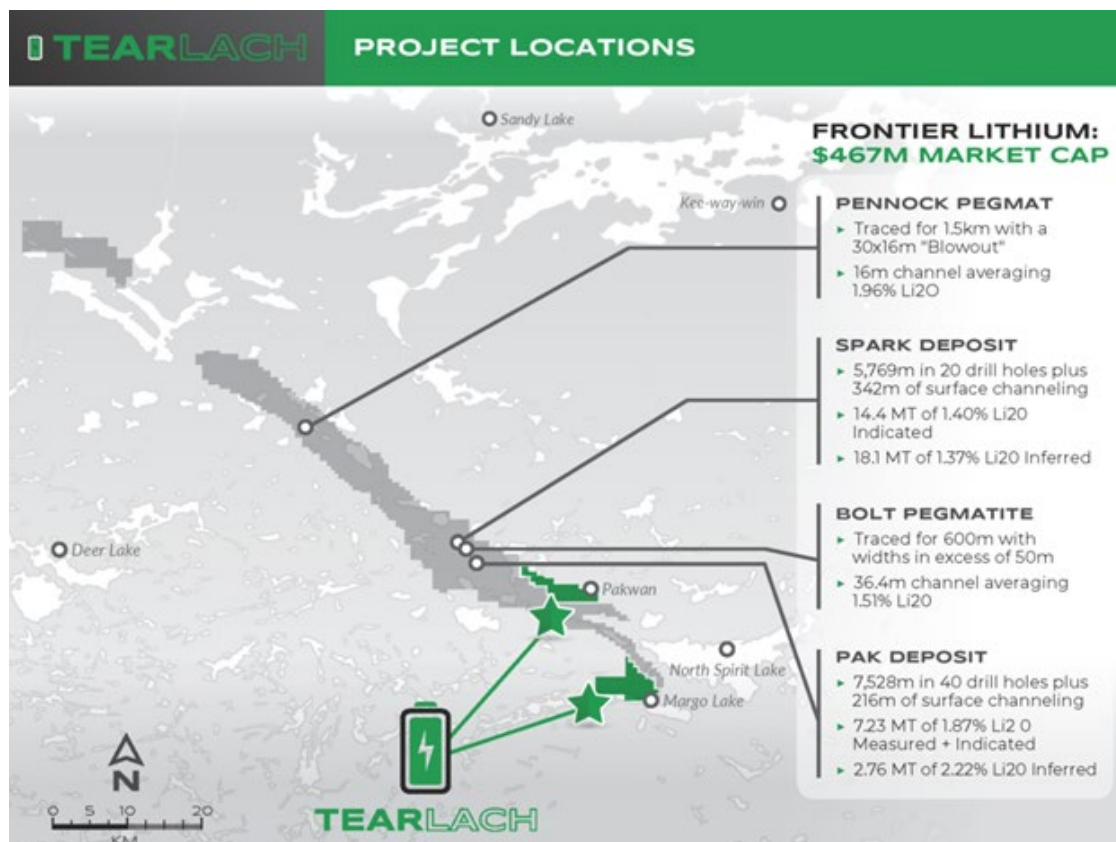 TEARLACH
PROJECT LOCATIONS
Sandy Lake
Kee-way-win
Deer Lake
Pakwan
North Spirit Lake
Margo Lake
FRONTIER LITHIUM:
$467M MARKET CAP
PENNOCK PEGMAT
▸ Traced for 1.5km with a
30x16m "Blowout"
▸ 16m channel averaging
1.96% Li2O
SPARK DEPOSIT
▸ 5,769m in 20 drill holes plus
342m of surface channeling
▸ 14.4 MT of 1.40% Li20
Indicated
▸ 18.1 MT of 1.37% Li20 Inferred
BOLT PEGMATITE
▸ Traced for 600m with
widths in excess of 50m
▸ 36.4m channel averaging
1.51% Li20
PAK DEPOSIT
▸ 7,528m in 40 drill holes plus
216m of surface channeling
▸ 7.23 MT of 1.87% Li2 0
Measured + Indicated
▸ 2.76 MT of 2.22% Li20 Inferred
N
0 5 10 20
KM
TEARLACH